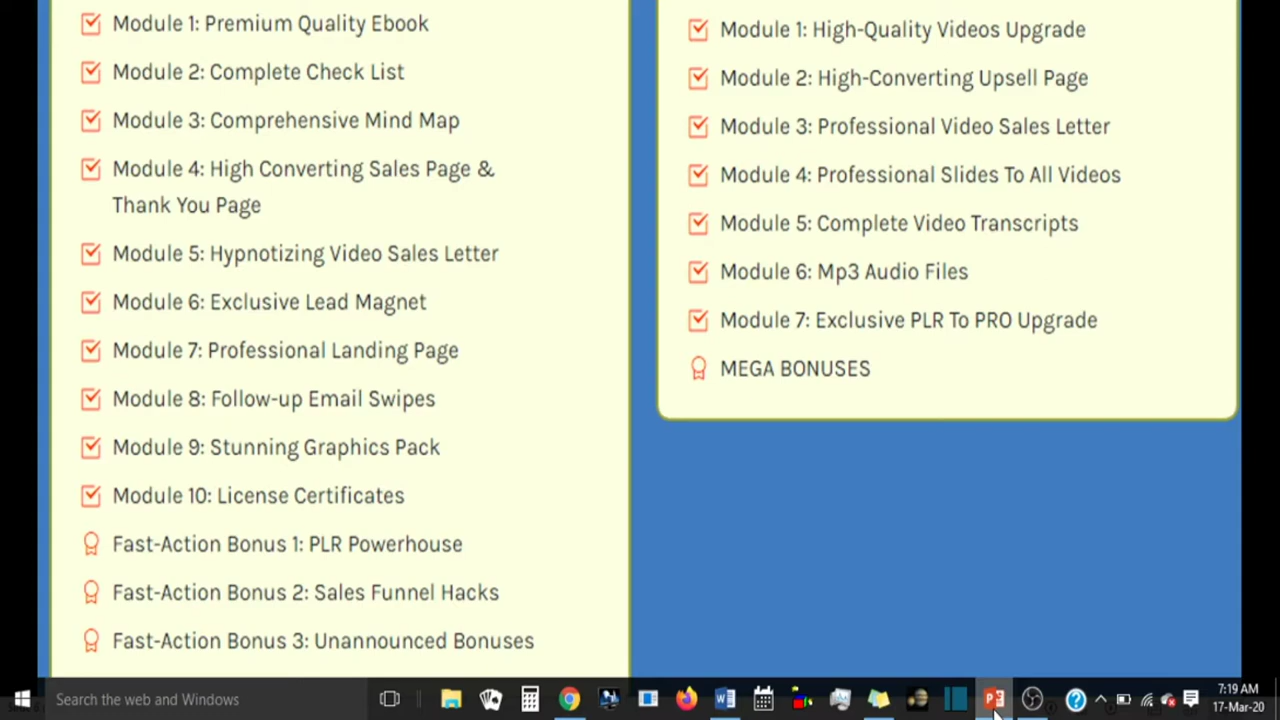 Module 1: Premium Quality Ebook
Module 2: Complete Check List
Module 3: Comprehensive Mind Map
Module 4: High Converting Sales Page &
Thank You Page
Module 5: Hypnotizing Video Sales Letter
Module 6: Exclusive Lead Magnet
Module 7: Professional Landing Page
Module 8: Follow-up Email Swipes
Module 9: Stunning Graphics Pack
Module 10: License Certificates
Fast-Action Bonus 1: PLR Powerhouse
Fast-Action Bonus 2: Sales Funnel Hacks
Fast-Action Bonus 3: Unannounced Bonuses
Module 1: High-Quality Videos Upgrade
Module 2: High-Converting Upsell Page
Module 3: Professional Video Sales Letter
Module 4: Professional Slides To All Videos
Module 5: Complete Video Transcripts
Module 6: Mp3 Audio Files
Module 7: Exclusive PLR To PRO Upgrade
MEGA BONUSES
Search the web and Windows
7:19 AM
17-Mar-20